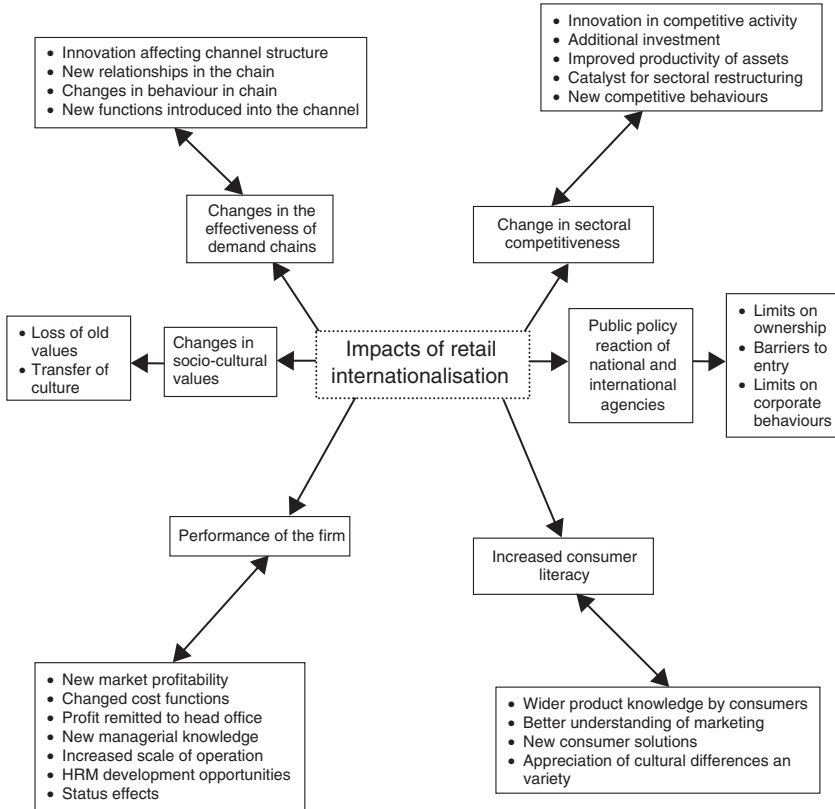 • Innovation affecting channel structure
• New relationships in the chain
• Changes in behaviour in chain
• New functions introduced into the channel
• Innovation in competitive activity
• Additional investment
• Improved productivity of assets
• Catalyst for sectoral restructuring
• New competitive behaviours
Changes in the
effectiveness of
demand chains
Change in sectoral
competitiveness
• Loss of old
values
• Transfer of
culture
Changes in
socio-cultural
values
Impacts of retail
internationalisation
Public policy
reaction of
national and
international
agencies
• Limits on
ownership
• Barriers to
entry
• Limits on
corporate
behaviours
Performance of the firm
Increased consumer
literacy
• New market profitability
• Changed cost functions
• Profit remitted to head office
• New managerial knowledge
• Increased scale of operation
• HRM development opportunities
• Status effects
• Wider product knowledge by consumers
• Better understanding of marketing
• New consumer solutions
• Appreciation of cultural differences an
variety